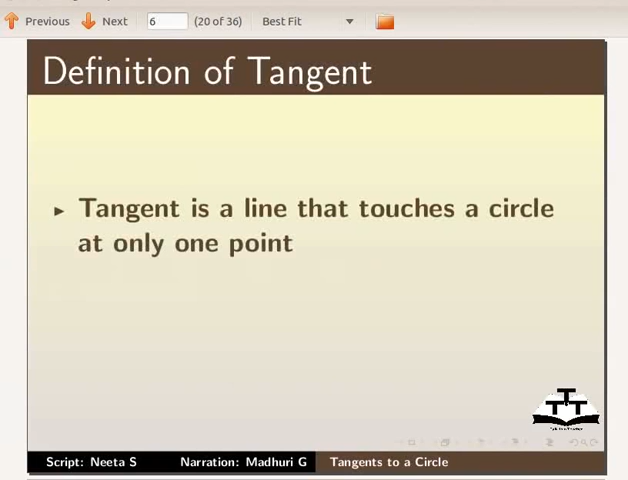 Previous Next 6 (20 of 36) Best Fit
Definition of Tangent
Tangent is a line that touches a circle
at only one point
TTT
Script: Neeta S Narration: Madhuri G Tangents to a Circle